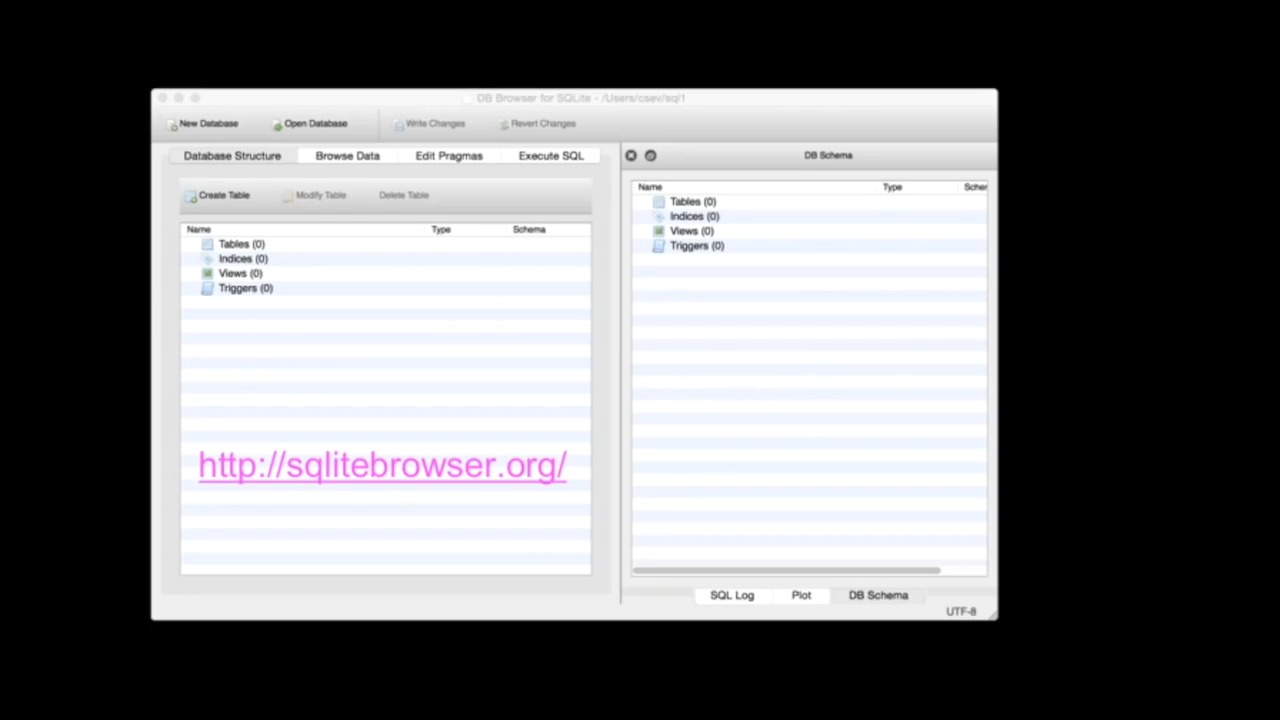 DB Browser for SQLite - /Users/csev/sql1
New Database Open Database Write Changes Revert Changes
Database Structure Browse Data Edit Pragmas Execute SQL
Create Table Modify Table Delete Table
Name Type Schema
Tables (0)
Indices (0)
Views (0)
Triggers (0)
http://sqlitebrowser.org/
DB Schema
Name Type Schem
Tables (0)
Indices (0)
Views (0)
Triggers (0)
SQL Log Plot DB Schema
UTF-8